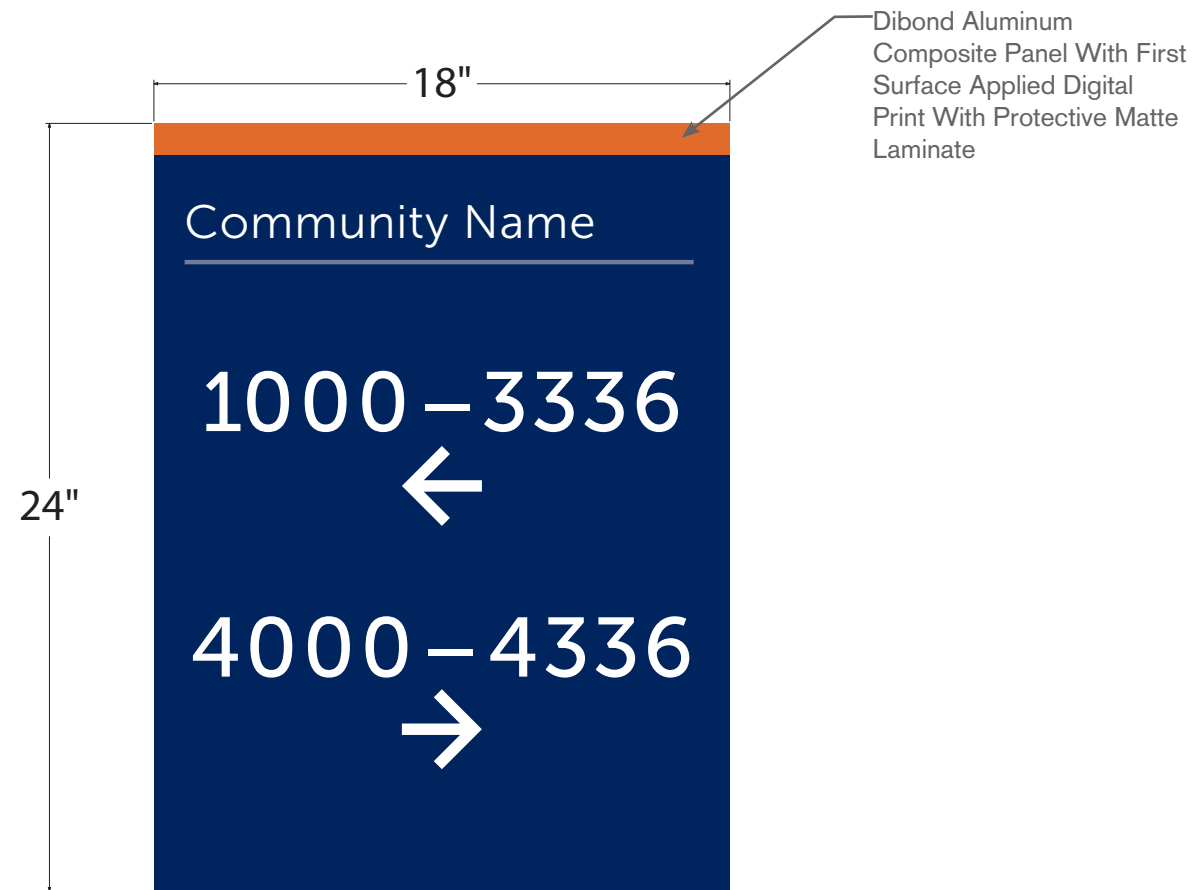 Dibond Aluminum
Composite Panel With First
Surface Applied Digital
Print With Protective Matte
Laminate
18"
Community Name
1000–3336
24"
4000–4336